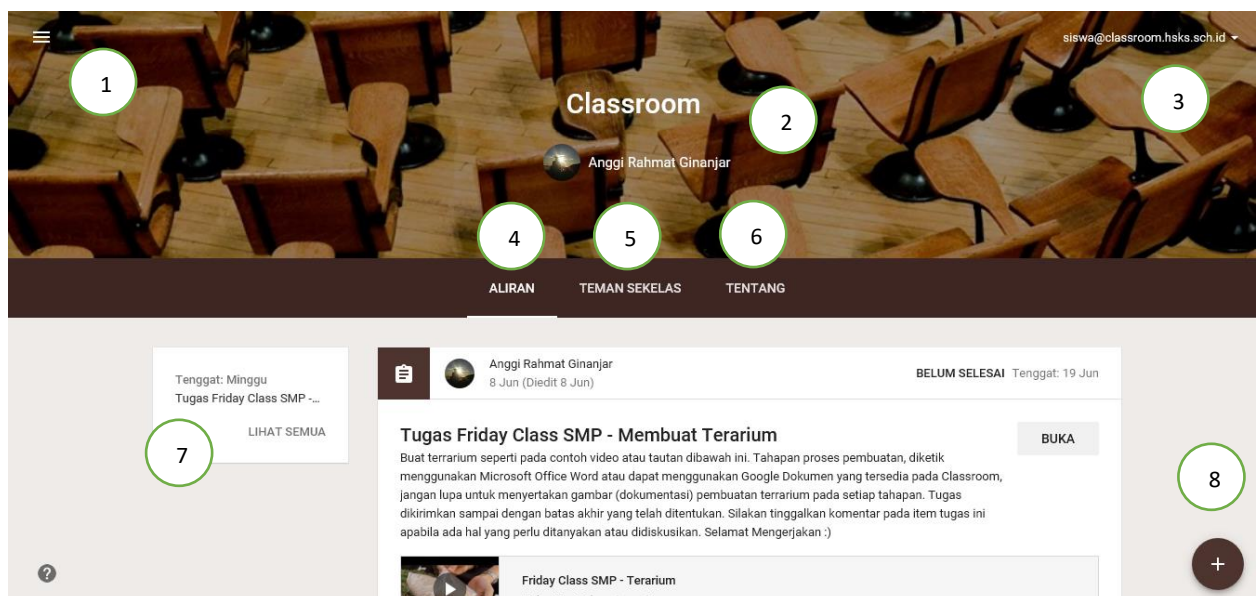 siswa@classroom.hsks.sch.id
1
3
Classroom
2
Anggi Rahmat Ginanjar
4
5
6
ALIRAN TEMAN SEKELAS TENTANG
Tenggat: Minggu
Tugas Friday Class SMP -...
LIHAT SEMUA
7
Anggi Rahmat Ginanjar
8 Jun (Diedit 8 Jun)
BELUM SELESAI Tenggat: 19 Jun
Tugas Friday Class SMP - Membuat Terarium
BUKA
Buat terrarium seperti pada contoh video atau tautan dibawah ini. Tahapan proses pembuatan, diketik
menggunakan Microsoft Office Word atau dapat menggunakan Google Dokumen yang tersedia pada Classroom,
jangan lupa untuk menyertakan gambar (dokumentasi) pembuatan terrarium pada setiap tahapan. Tugas
dikirimkan sampai dengan batas akhir yang telah ditentukan. Silakan tinggalkan komentar pada item tugas ini
apabila ada hal yang perlu ditanyakan atau didiskusikan. Selamat Mengerjakan :)
8
Friday Class SMP - Terarium
?
+